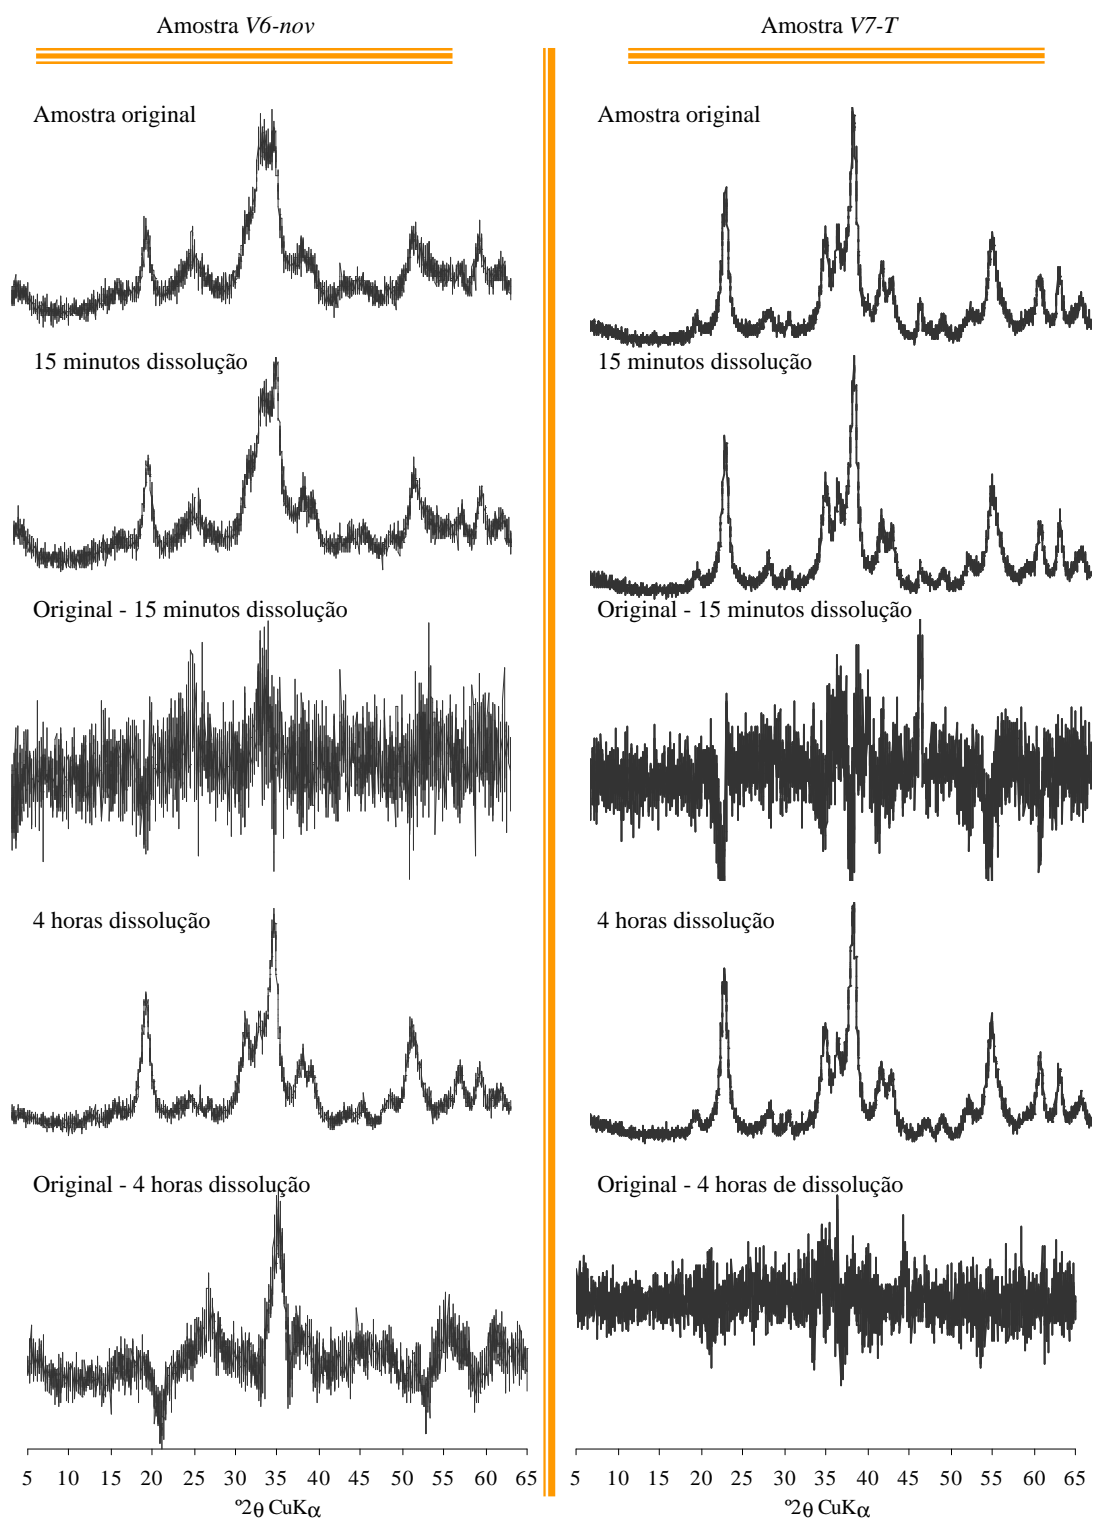 Amostra V6-nov
Amostra original
15 minutos dissolução
Original - 15 minutos dissolução
4 horas dissolução
Original - 4 horas dissolução
5 10 20 25 30 35 40 45 50 55 60 65
°2θ CuKα
Amostra V7-T
Amostra original
15 minutos dissolução
Original - 15 minutos dissolução
4 horas dissolução
Original - 4 horas de dissolução
5 10 15 20 25 30 35 40 45 50 55 60 65
°2θ CuKα